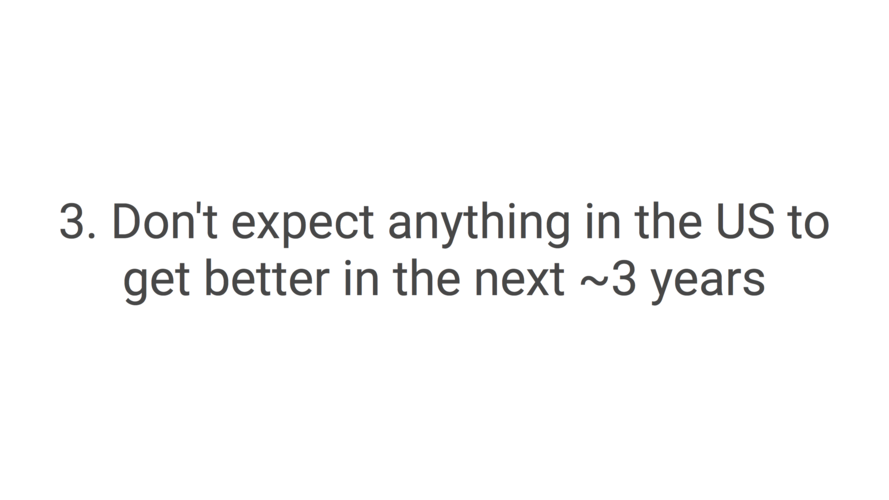 3. Don't expect anything in the US to
get better in the next ~3 years